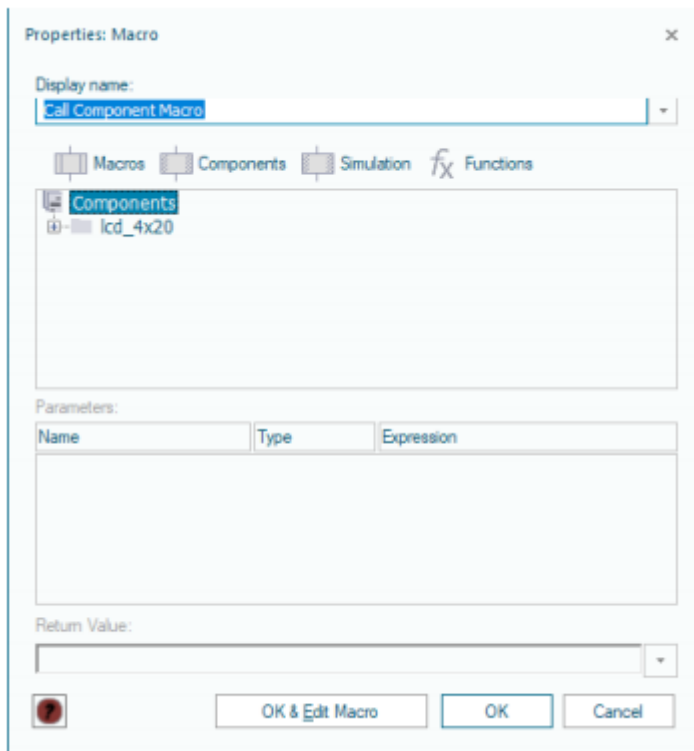 Properties: Macro
Display name:
Call Component Macro
Macros Components Simulation fx Functions
Components
lcd_4x20
Parameters:
Name Type Expression
Return Value:
? OK & Edit Macro OK Cancel